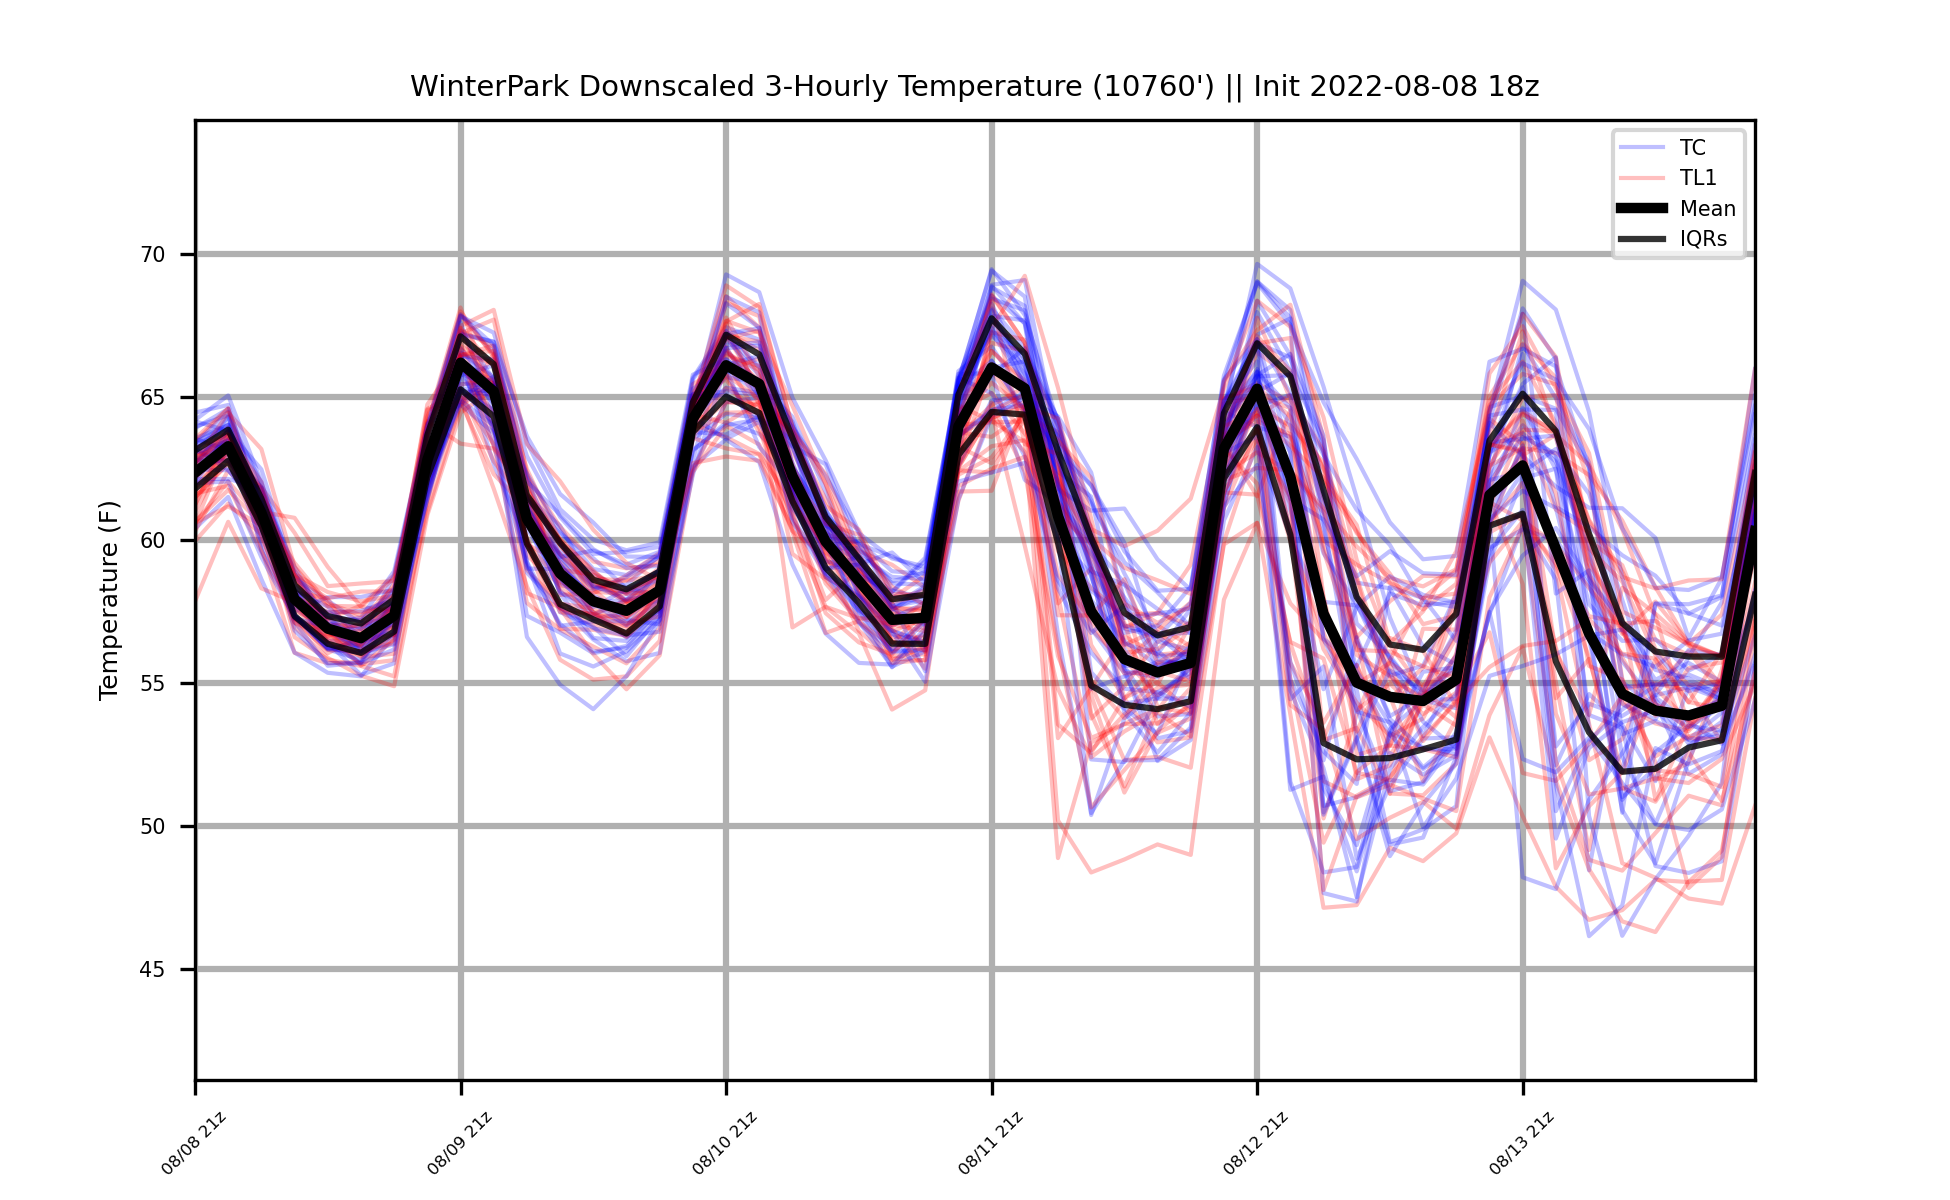 WinterPark Downscaled 3-Hourly Temperature (10760') || Init 2022-08-08 18z
TC
TL1
Mean
IQRs
Temperature (F)
70
65
60
55
50
45
08/08 21z
08/09 21z
08/10 21z
08/11 21z
08/12 21z
08/13 21z